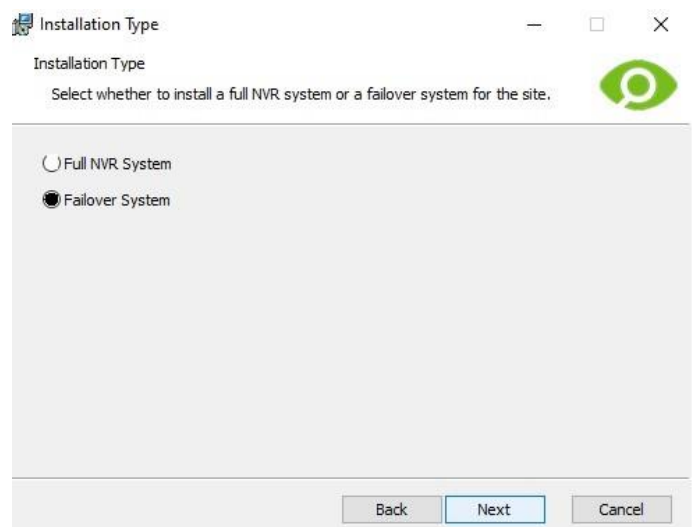 Installation Type
Installation Type
Select whether to install a full NVR system or a failover system for the site.
Full NVR System
Failover System
Back Next Cancel